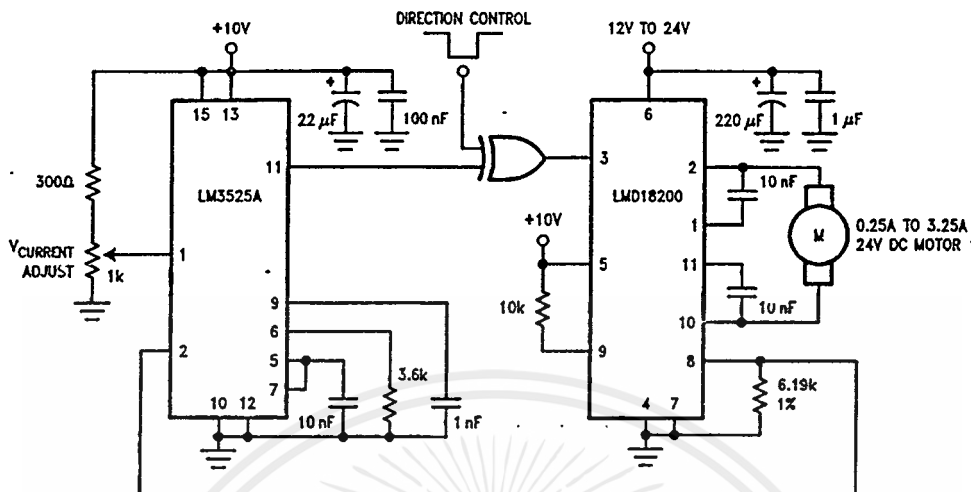 DIRECTION CONTROL
+10V
12V TO 24V
15
13
+
22 μF
100 nF
6
+
220 μF
1 μF
11
3
2
10 nF
300Ω
LM3525A
LMD18200
1
M
0.25A TO 3.25A
24V DC MOTOR
VCURRENT
ADJUST
1k
1
+10V
5
11
9
10k
10 nF
6
10
2
5
3.6k
9
8
7
6.19k
1%
10
12
10 nF
1 nF
4
7